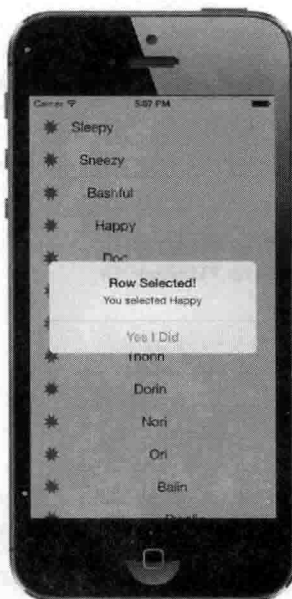 Carrier 5:07 PM
Sleepy
Sneezy
Bashful
Happy
Doc
Row Selected!
You selected Happy
Yes I Did
Thorin
Dorin
Nori
Ori
Balin